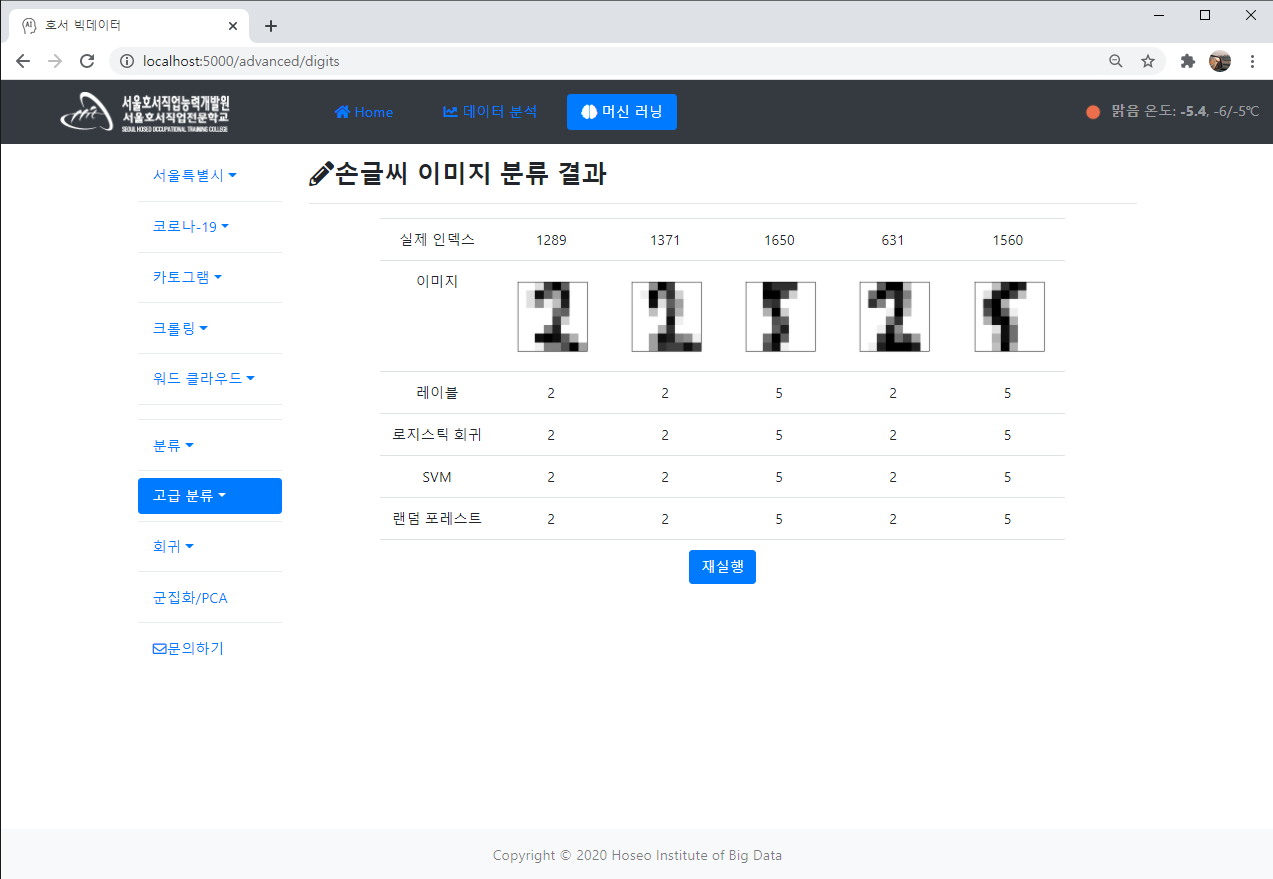 호서 빅데이터
localhost:5000/advanced/digits
서울호서직업능력개발원
서울호서직업전문학교
SEOUL HOSEO OCCUPATIONAL TRAINING COLLEGE
Home 데이터 분석 머신 러닝
맑음 온도: -5.4, -6/-5℃
서울특별시
코로나-19
카토그램
크롤링
워드 클라우드
분류
고급 분류
회귀
군집화/PCA
문의하기
손글씨 이미지 분류 결과
실제 인덱스 1289 1371 1650 631 1560
이미지 2 2 5 2 5
레이블 2 2 5 2 5
로지스틱 회귀 2 2 5 2 5
SVM 2 2 5 2 5
랜덤 포레스트 2 2 5 2 5
재실행
Copyright © 2020 Hoseo Institute of Big Data